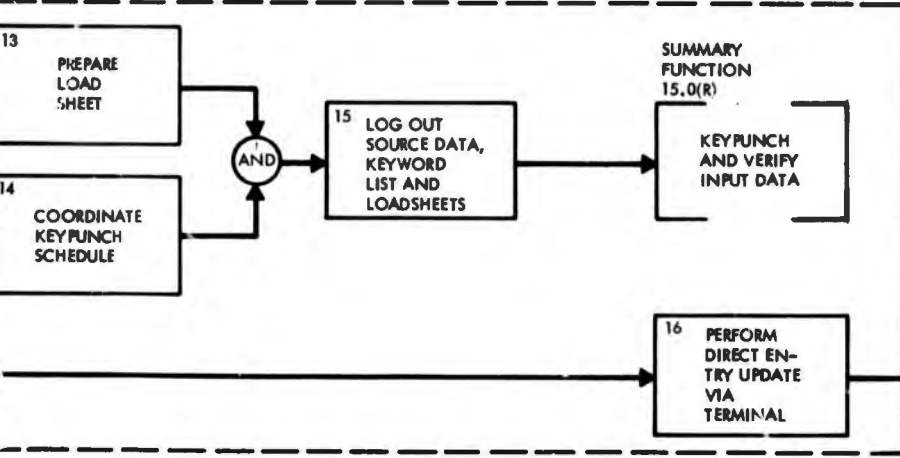 13
PREPARE
LOAD
SHEET
14
COORDINATE
KEYPUNCH
SCHEDULE
AND
15
LOG OUT
SOURCE DATA,
KEYWORD
LIST AND
LOADSHEETS
SUMMARY
FUNCTION
15.0(R)
KEYPUNCH
AND VERIFY
INPUT DATA
16
PERFORM
DIRECT EN-
TRY UPDATE
VIA
TERMINAL